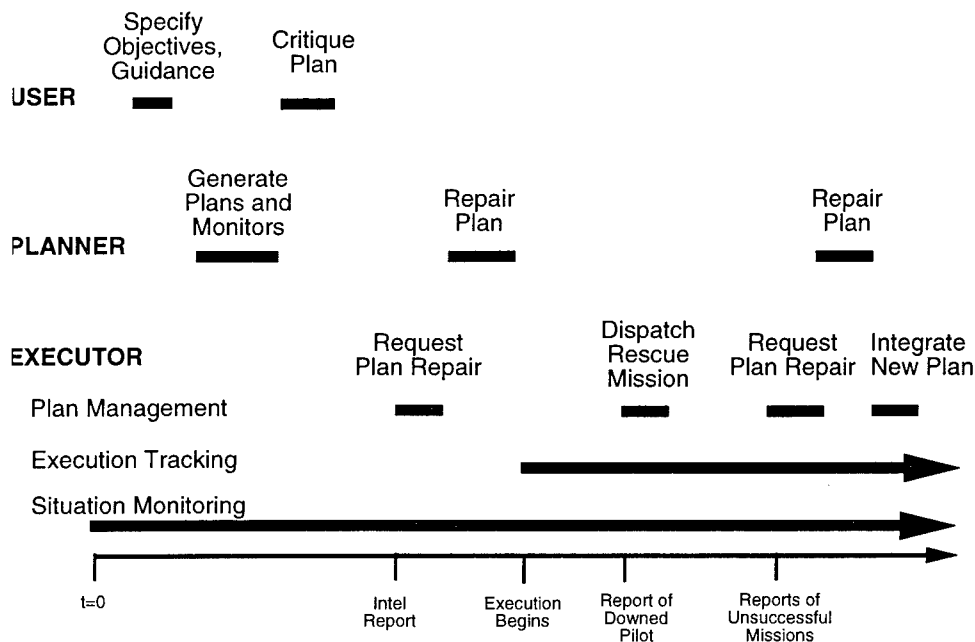 Specify
Objectives,
Guidance
Critique
Plan
USER
Generate
Plans and
Monitors
Repair
Plan
Repair
Plan
PLANNER
EXECUTOR
Request
Plan Repair
Dispatch
Rescue
Mission
Request
Plan Repair
Integrate
New Plan
Plan Management
Execution Tracking
Situation Monitoring
t=0
Intel
Report
Execution
Begins
Report of
Downed
Pilot
Reports of
Unsuccessful
Missions